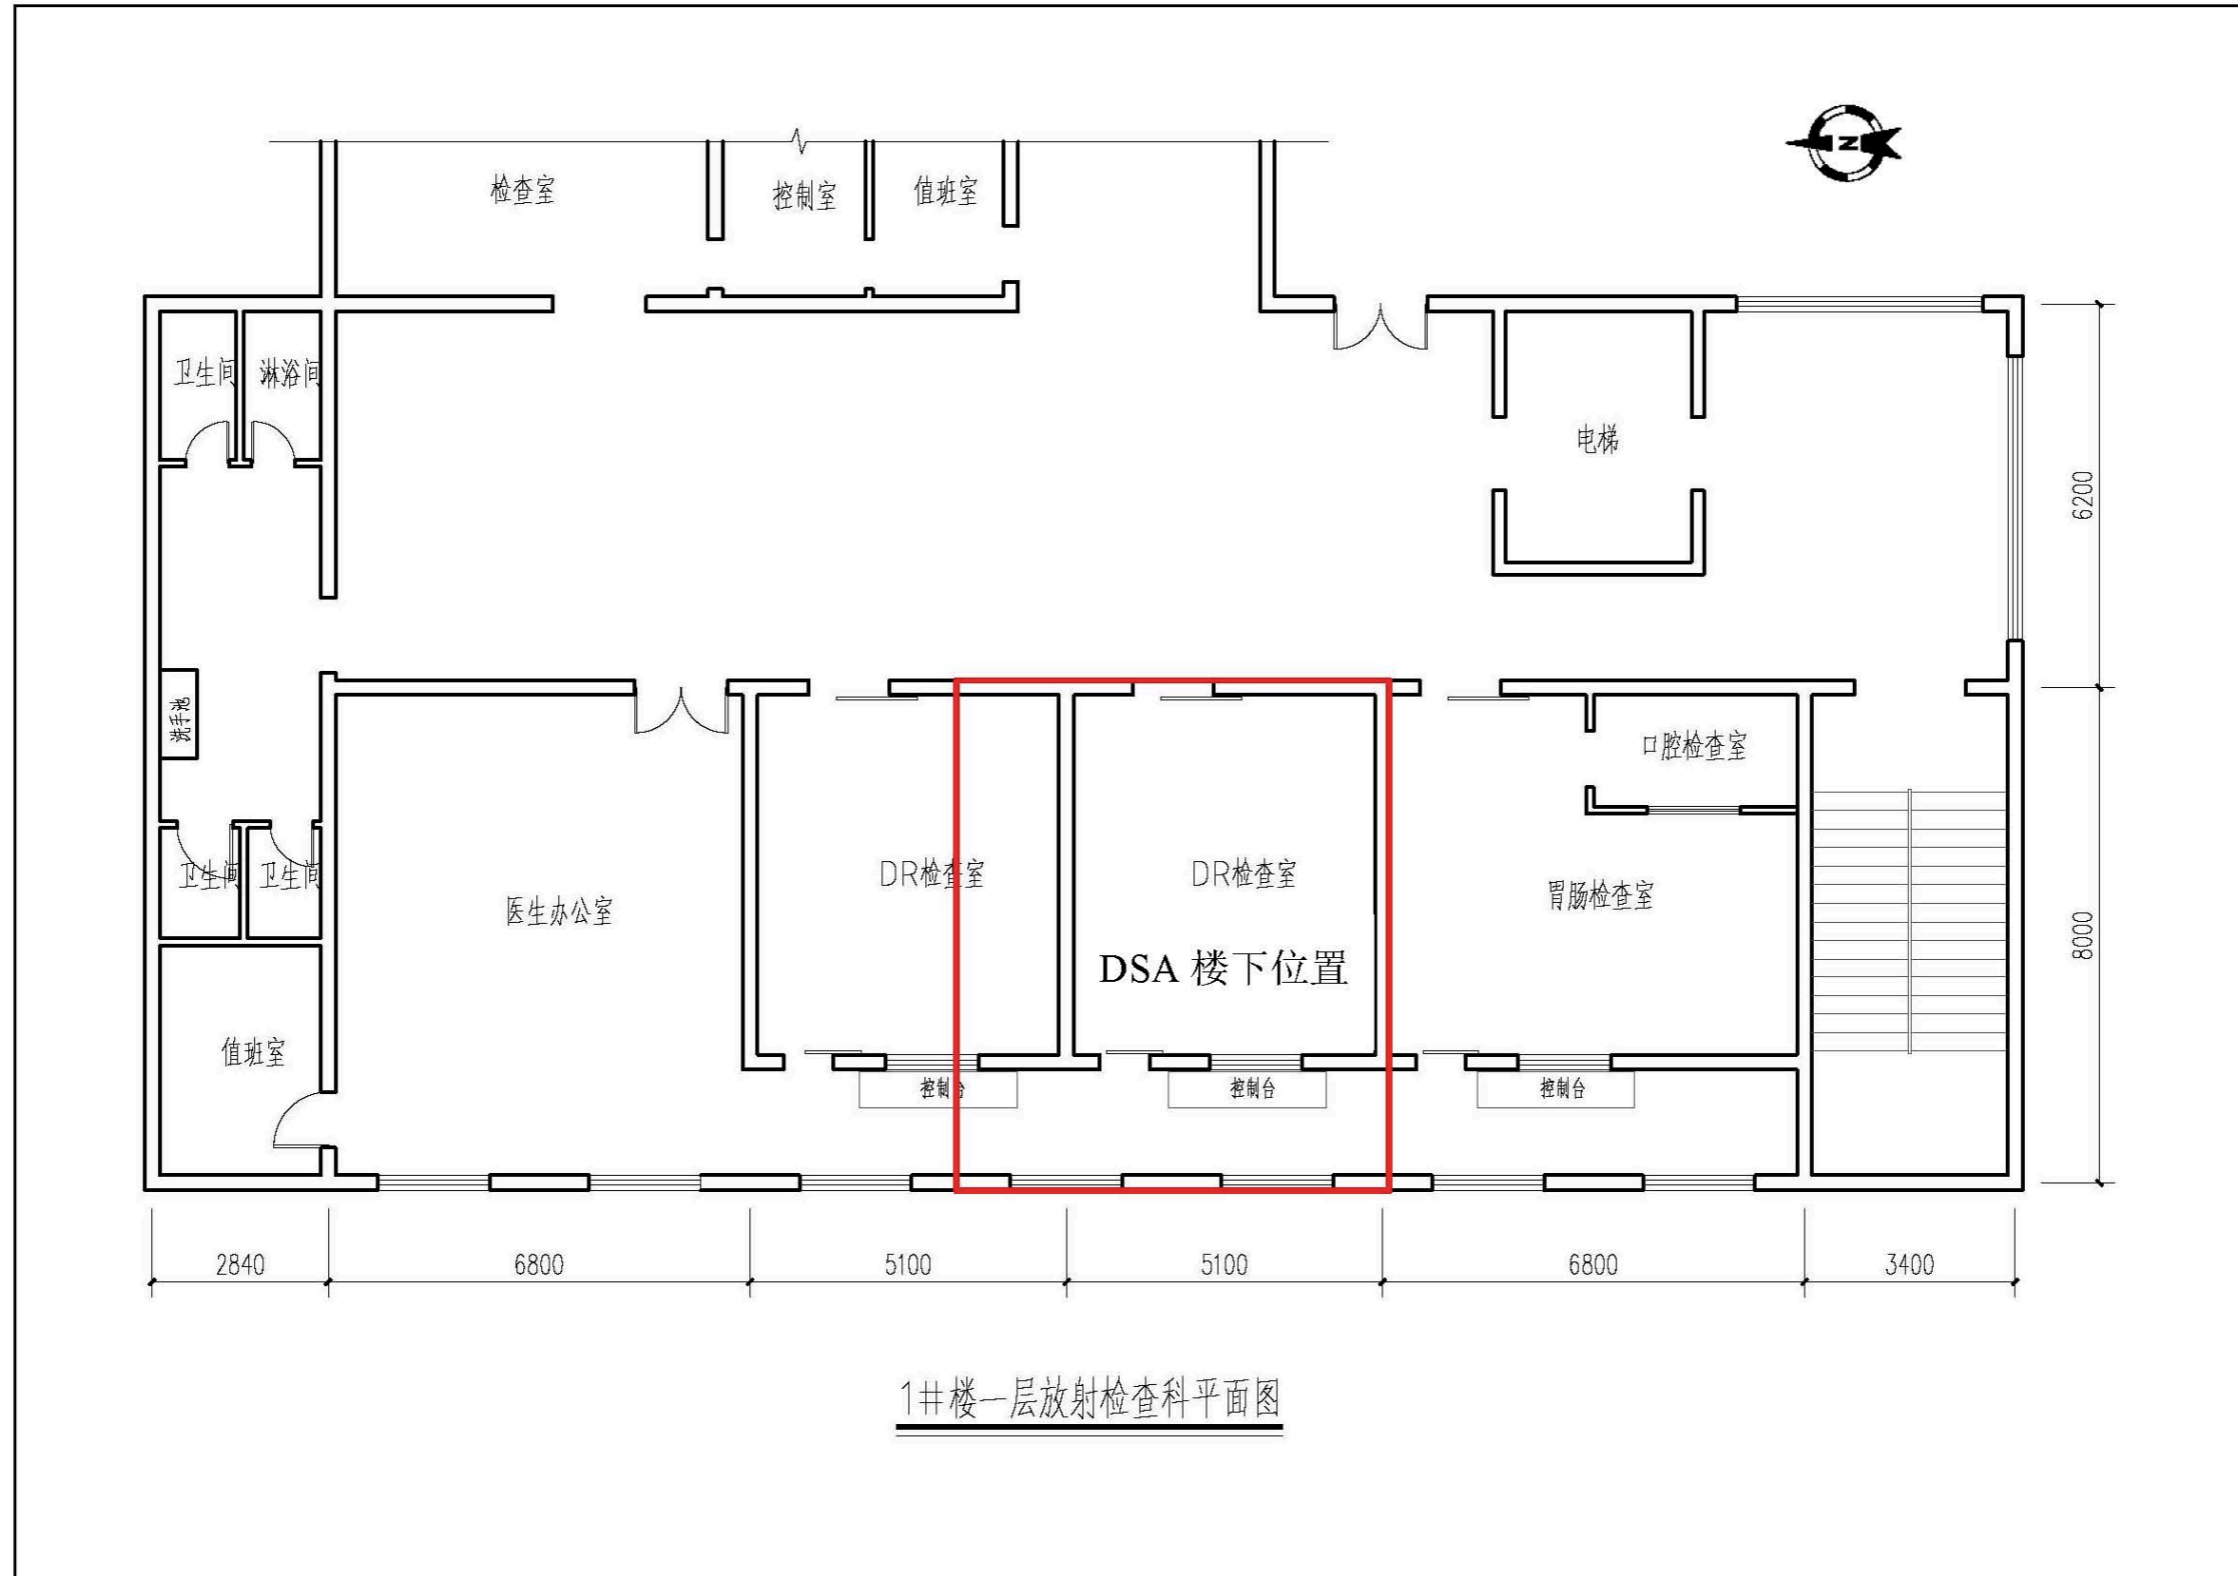 检查室
控制室
值班室
N
卫生间
淋浴间
电梯
6200
洗手池
口腔检查室
卫生间
卫生间
医生办公室
DR检查室
DR检查室
胃肠检查室
8000
DSA 楼下位置
值班室
控制台
控制台
控制台
2840
6800
5100
5100
6800
3400
1#楼一层放射检查科平面图